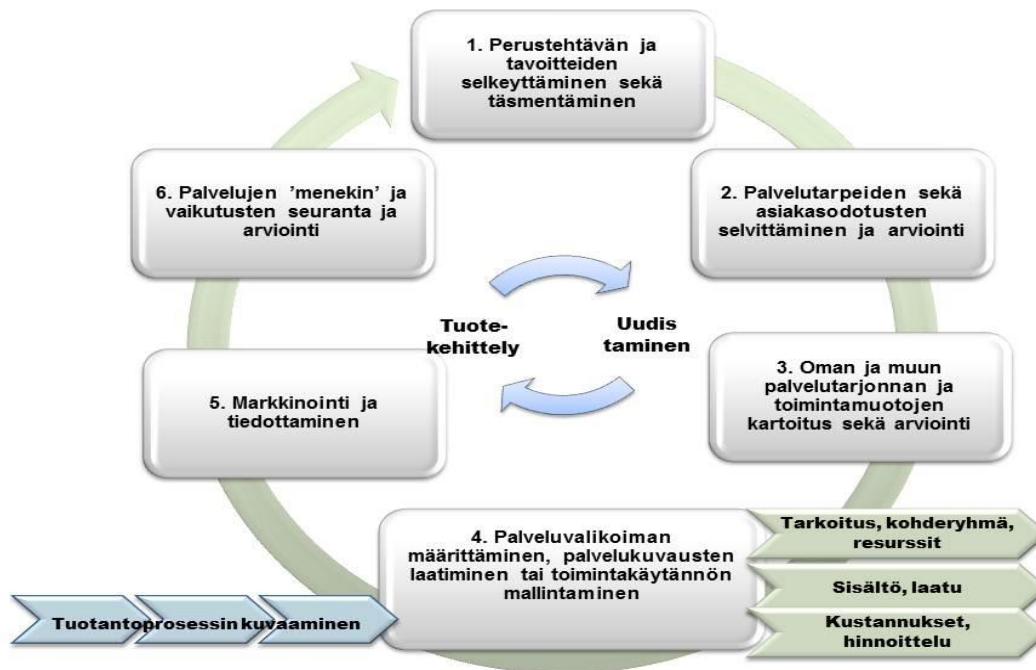 1. Perustehtävän ja
tavoitteiden
selkeyttäminen sekä
täsmentäminen
2. Palvelutarpeiden sekä
asiakasodotusten
selvittäminen ja arviointi
3. Oman ja muun
palvelutarjonnan ja
toimintamuotojen
kartoitus sekä arviointi
4. Palveluvalikoiman
määrittäminen, palvelukuvausten
laatiminen tai toimintakäytännön
mallintaminen
Tarkoitus, kohderyhmä,
resurssit
Sisältö, laatu
Kustannukset,
hinnoittelu
Tuotantoprosessin kuvaaminen
5. Markkinointi ja
tiedottaminen
6. Palvelujen ’menekin’ ja
vaikutusten seuranta ja
arviointi
Tuote-
kehittely
Uudis
taminen